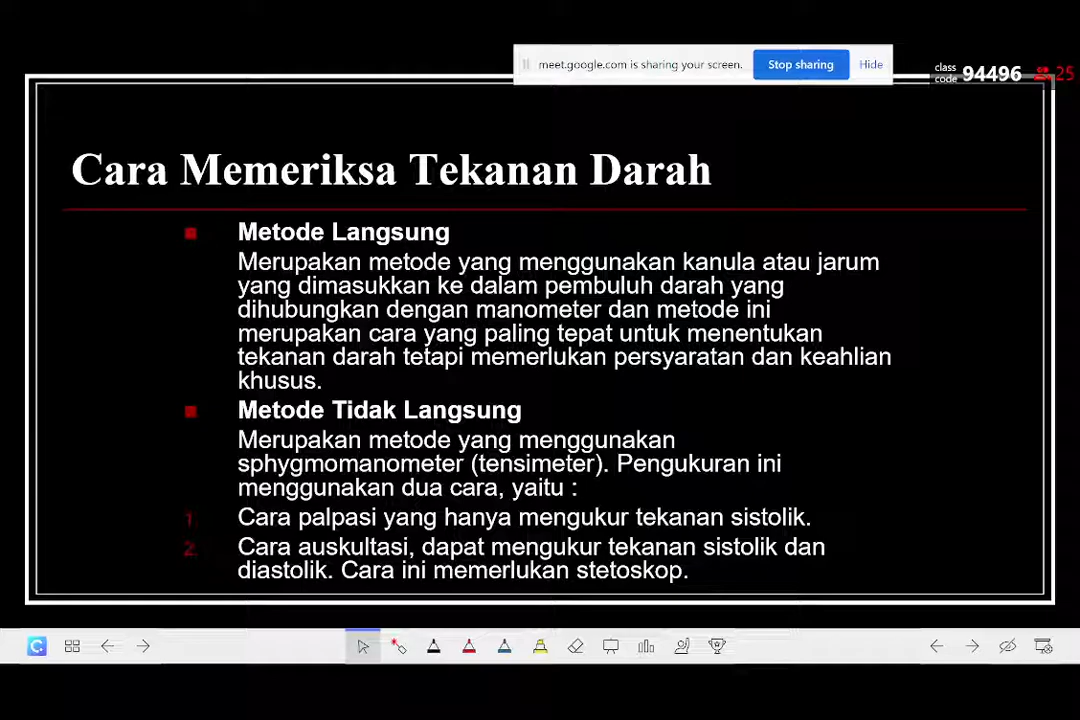 meet.google.com is sharing your screen.
Stop sharing
Hide
class
code
94496
25
Cara Memeriksa Tekanan Darah
Metode Langsung
Merupakan metode yang menggunakan kanula atau jarum
yang dimasukkan ke dalam pembuluh darah yang
dihubungkan dengan manometer dan metode ini
merupakan cara yang paling tepat untuk menentukan
tekanan darah tetapi memerlukan persyaratan dan keahlian
khusus.
Metode Tidak Langsung
Merupakan metode yang menggunakan
sphygmomanometer (tensimeter). Pengukuran ini
menggunakan dua cara, yaitu :
1. Cara palpasi yang hanya mengukur tekanan sistolik.
2. Cara auskultasi, dapat mengukur tekanan sistolik dan
diastolik. Cara ini memerlukan stetoskop.